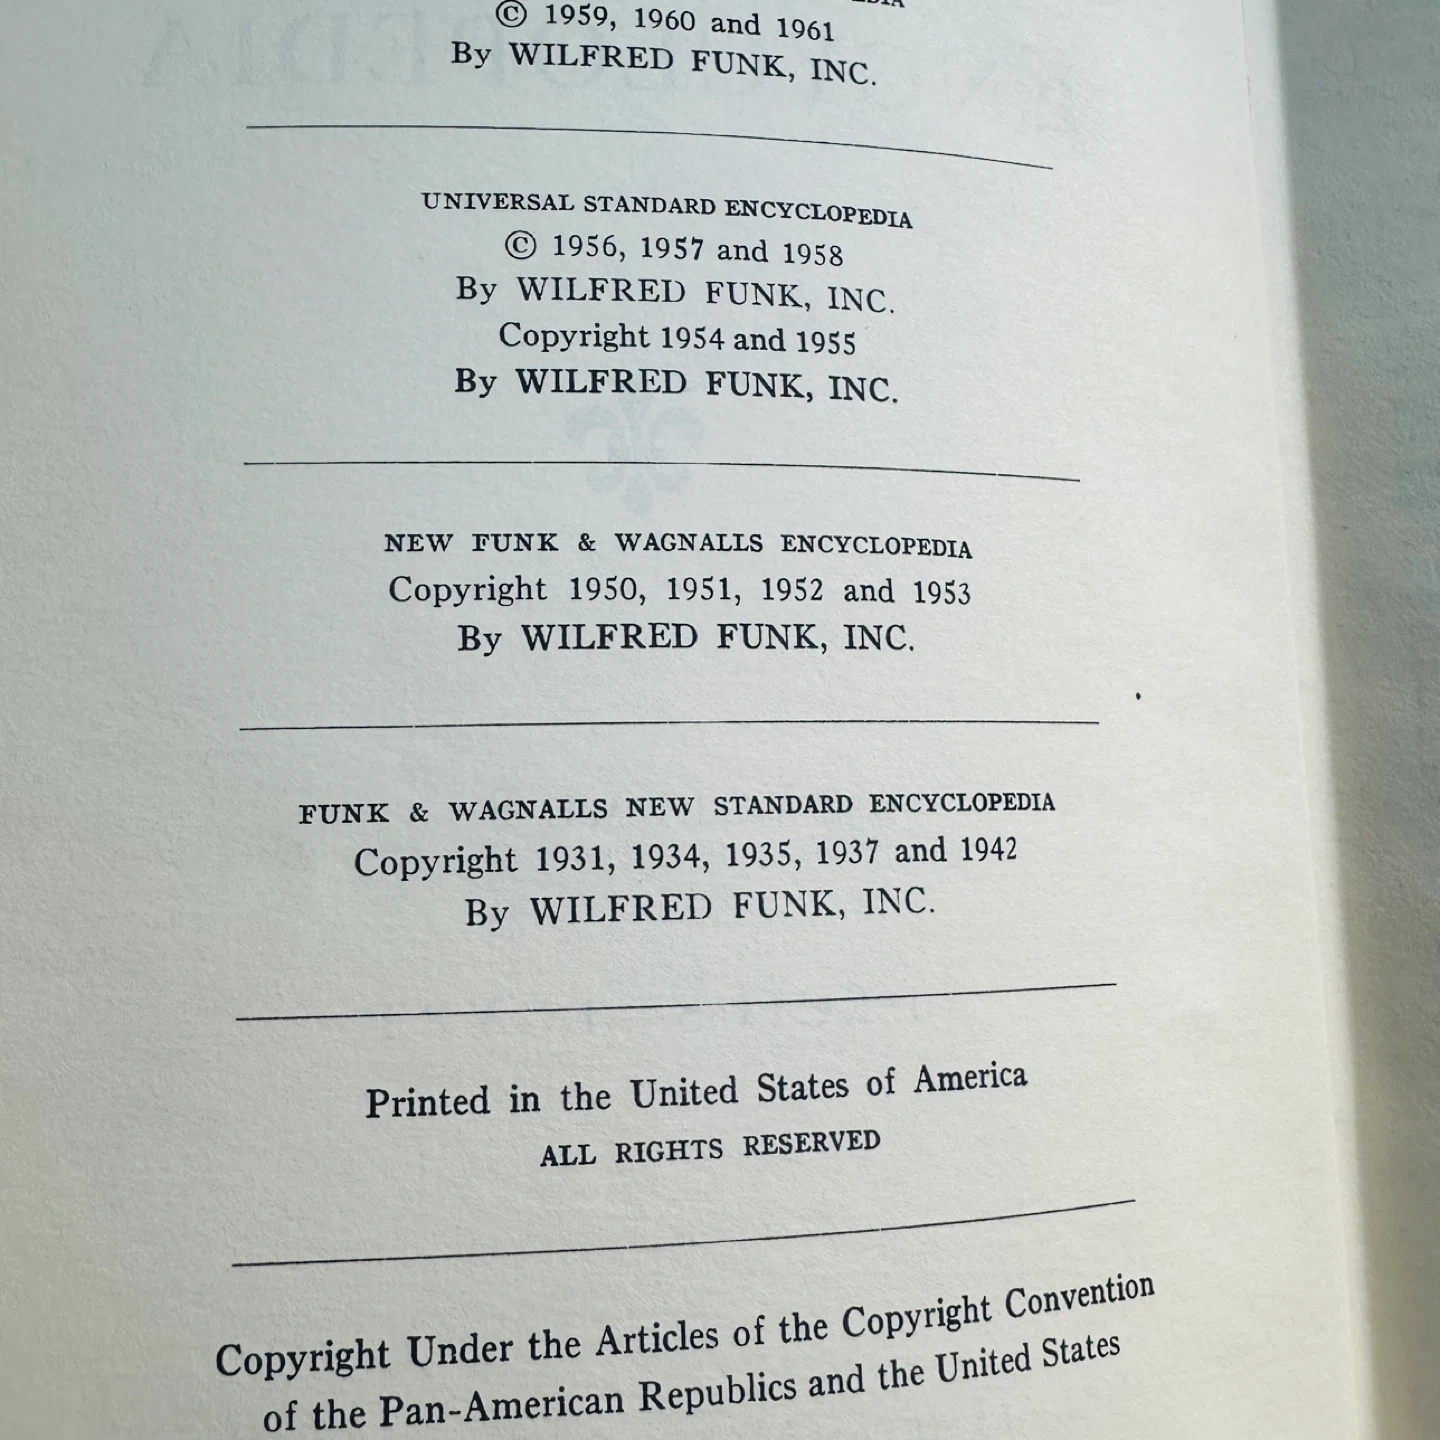 © 1959, 1960 and 1961
By WILFRED FUNK, INC.
UNIVERSAL STANDARD ENCYCLOPEDIA
© 1956, 1957 and 1958
By WILFRED FUNK, INC.
Copyright 1954 and 1955
By WILFRED FUNK, INC.
NEW FUNK & WAGNALLS ENCYCLOPEDIA
Copyright 1950, 1951, 1952 and 1953
By WILFRED FUNK, INC.
FUNK & WAGNALLS NEW STANDARD ENCYCLOPEDIA
Copyright 1931, 1934, 1935, 1937 and 1942
By WILFRED FUNK, INC.
Printed in the United States of America
ALL RIGHTS RESERVED
Copyright Under the Articles of the Copyright Convention
of the Pan-American Republics and the United States